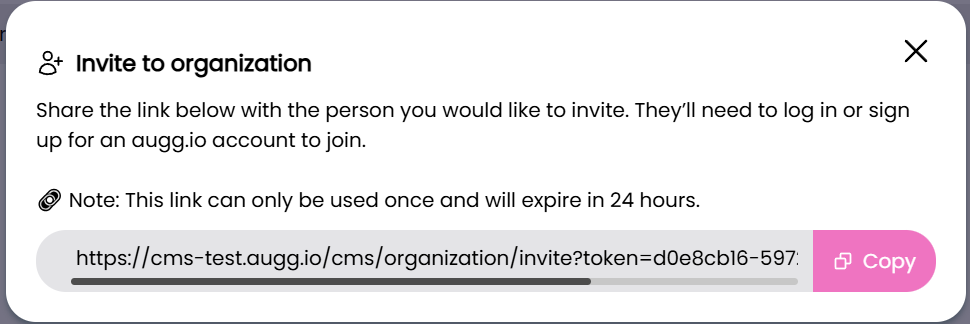 Invite to organization
Share the link below with the person you would like to invite. They’ll need to log in or sign
up for an augg.io account to join.
Note: This link can only be used once and will expire in 24 hours.
https://cms-test.augg.io/cms/organization/invite?token=d0e8cb16-597
Copy